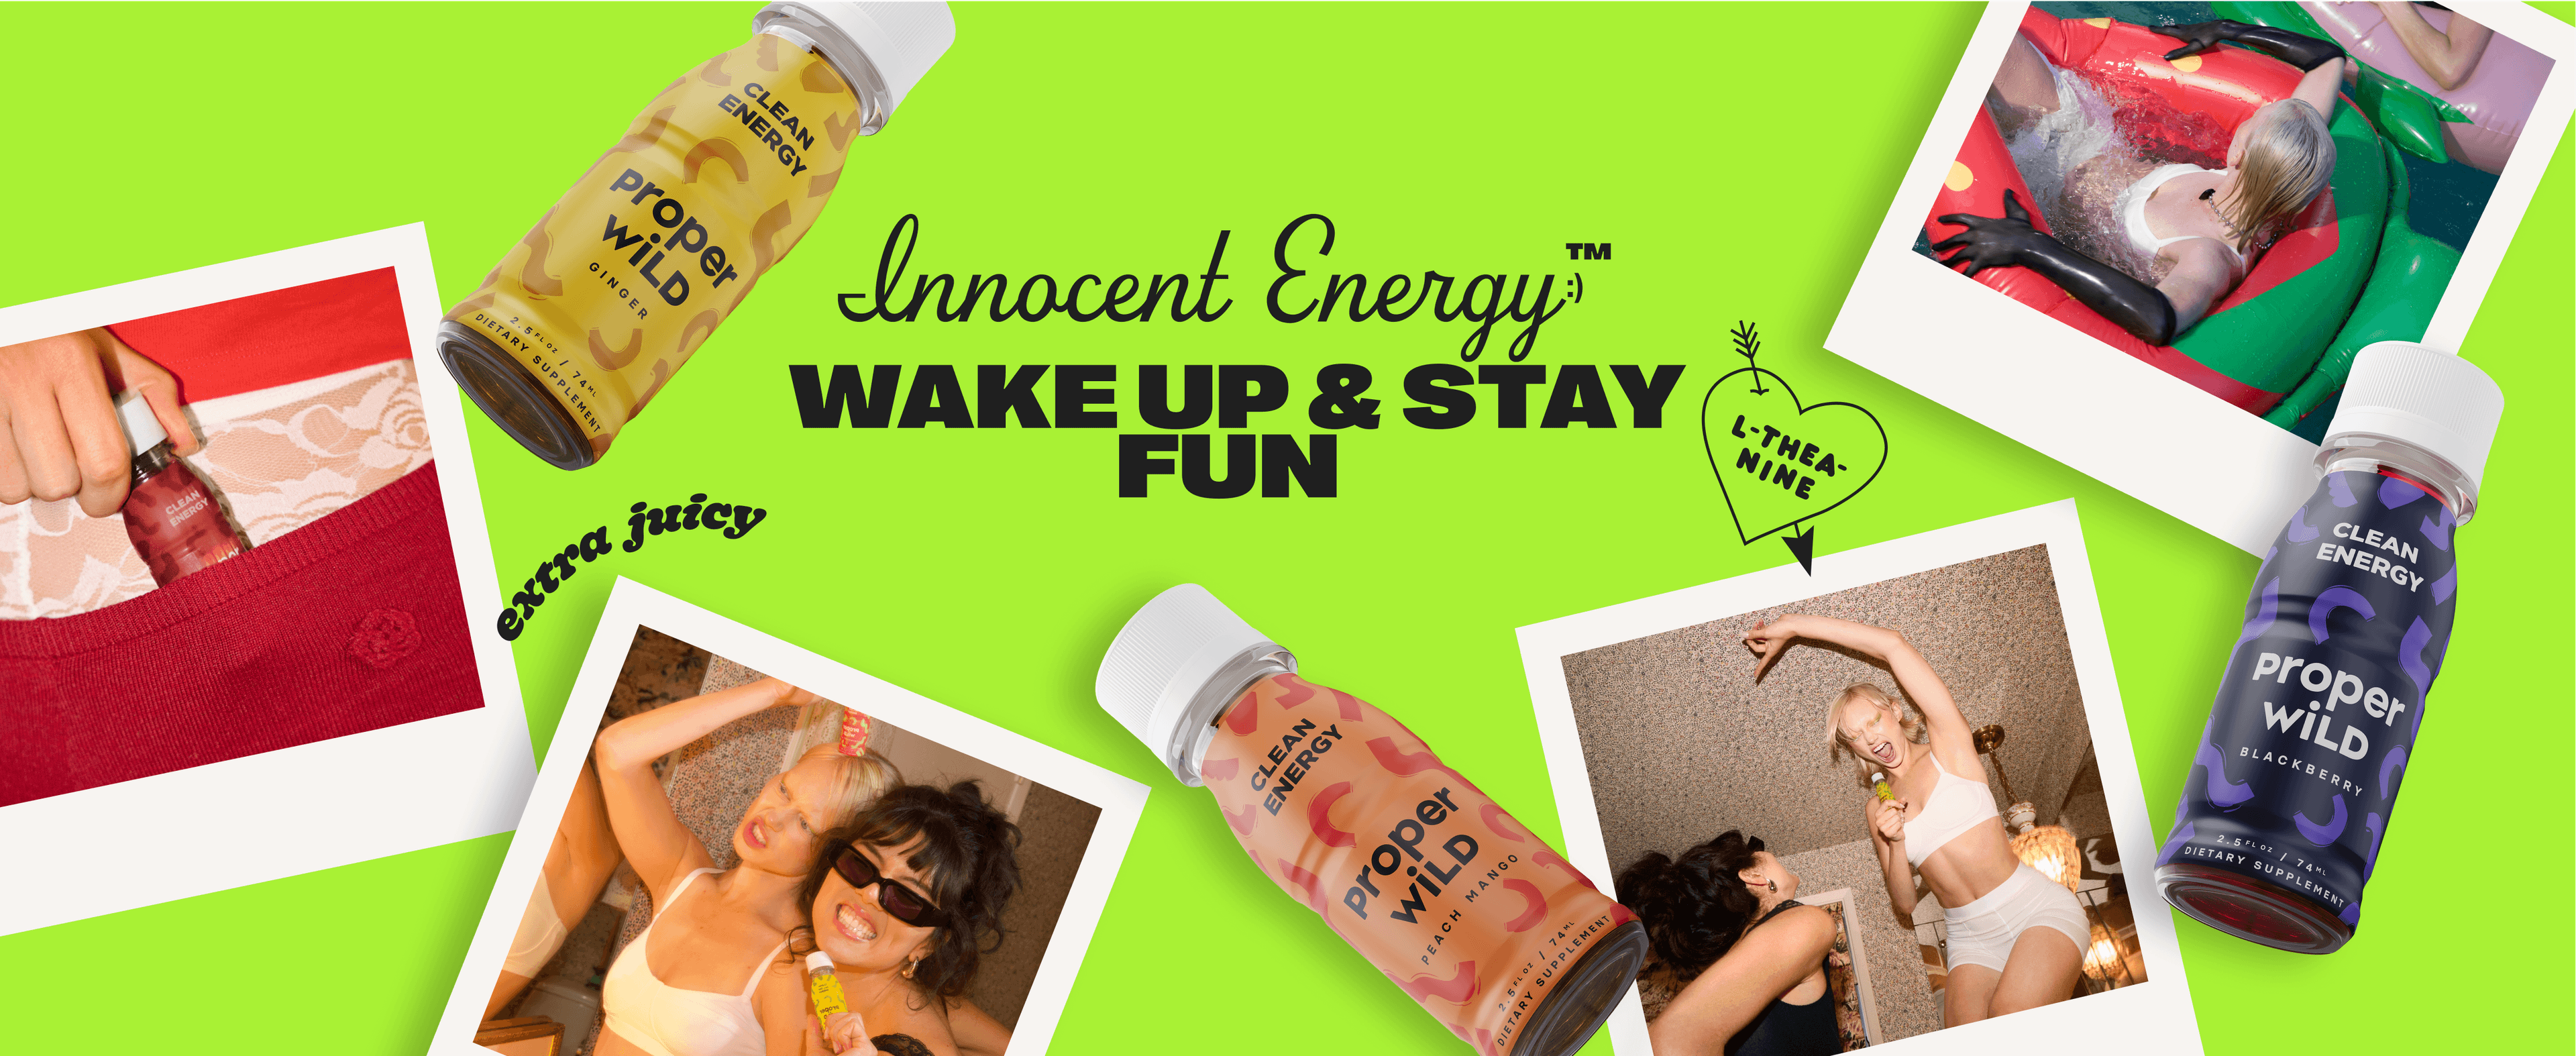 Innocent Energy:)™
WAKE UP & STAY
FUN
CLEAN
ENERGY
proper
wiLD
GINGER
2.5 FL OZ / 74 ML
DIETARY SUPPLEMENT
CLEAN
ENERGY
extra juicy
L-THEA-
NINE
CLEAN
ENERGY
proper
wiLD
PEACH MANGO
2.5 FL OZ / 74 ML
DIETARY SUPPLEMENT
CLEAN
ENERGY
proper
wiLD
BLACKBERRY
2.5 FL OZ / 74 ML
DIETARY SUPPLEMENT